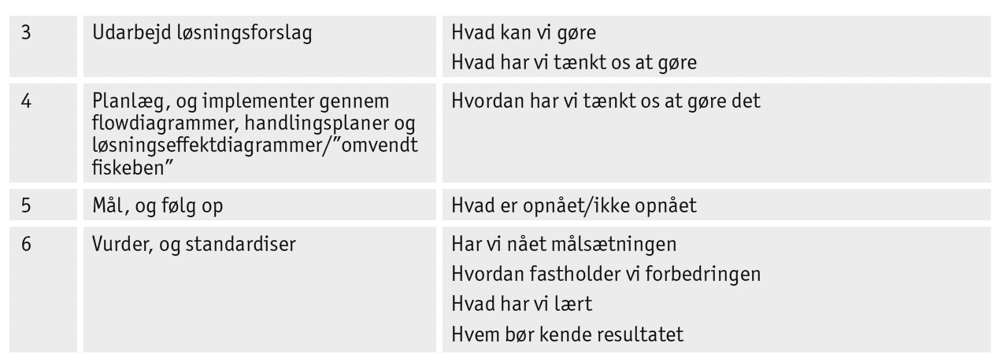 3 Udarbejd løsningsforslag Hvad kan vi gøre
Hvad har vi tænkt os at gøre
4 Planlæg, og implementer gennem Hvordan har vi tænkt os at gøre det
flowdiagrammer, handlingsplaner og
løsningseffektdiagrammer/”omvendt
fiskeben”
5 Mål, og følg op Hvad er opnået/ikke opnået
6 Vurder, og standardiser Har vi nået målsætningen
Hvordan fastholder vi forbedringen
Hvad har vi lært
Hvem bør kende resultatet